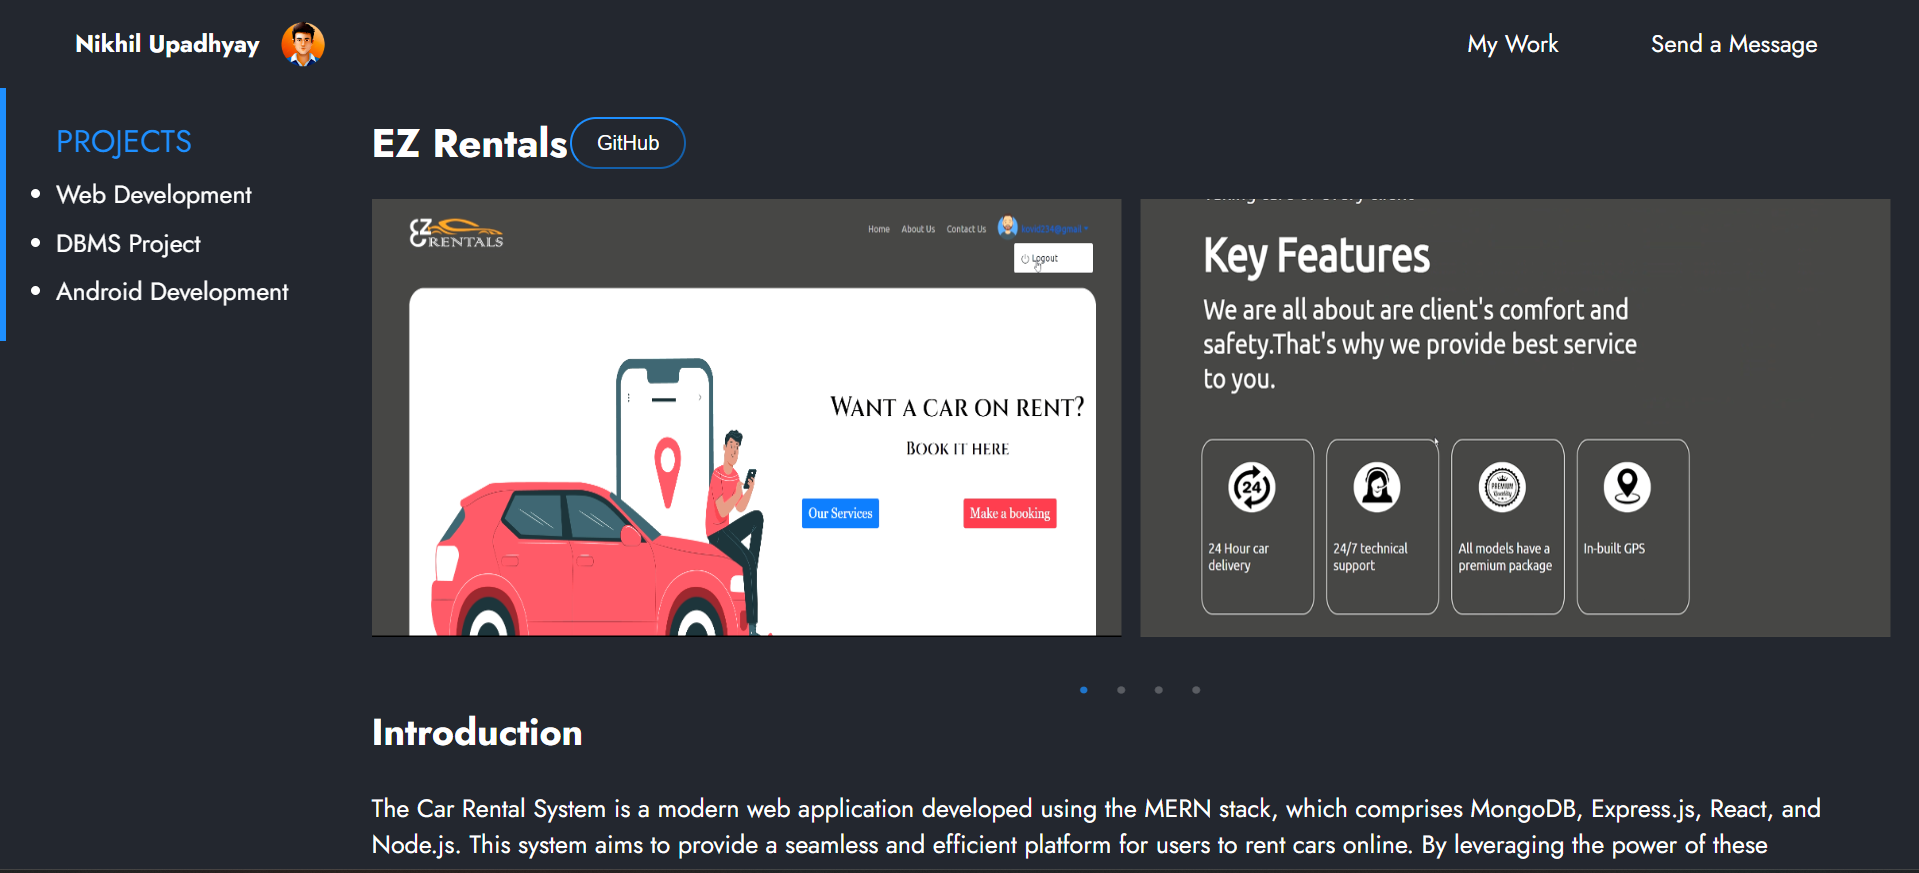 Nikhil Upadhyay
My Work
Send a Message
PROJECTS
Web Development
DBMS Project
Android Development
EZ Rentals
GitHub
EZ
RENTALS
Home
About Us
Contact Us
Logout
WANT A CAR ON RENT?
BOOK IT HERE
Our Services
Make a booking
Key Features
We are all about are client's comfort and
safety.That's why we provide best service
to you.
24
24 Hour car
delivery
24/7 technical
support
PREMIUM
All models have a
premium package
In-built GPS
Introduction
The Car Rental System is a modern web application developed using the MERN stack, which comprises MongoDB, Express.js, React, and
Node.js. This system aims to provide a seamless and efficient platform for users to rent cars online. By leveraging the power of these